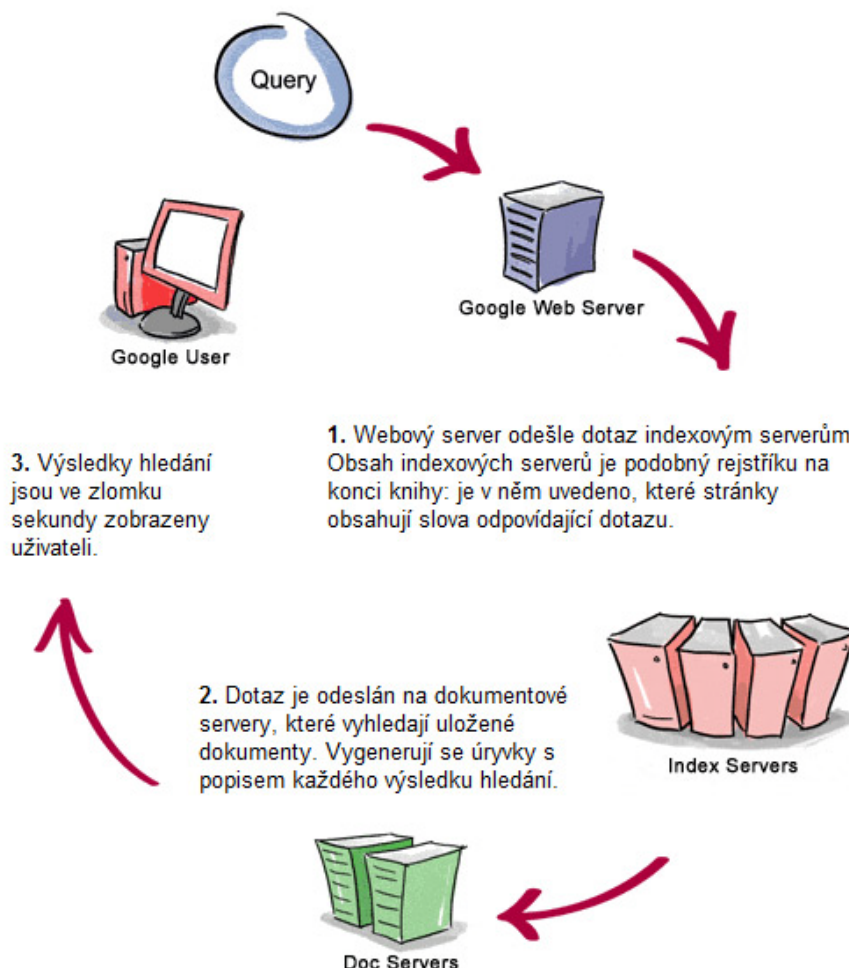 Query
Google Web Server
Google User
1. Webový server odešle dotaz indexovým serverům
Obsah indexových serverů je podobný rejstříku na
konci knihy: je v něm uvedeno, které stránky
obsahují slova odpovídající dotazu.
3. Výsledky hledání
jsou ve zlomku
sekundy zobrazeny
uživateli.
2. Dotaz je odeslán na dokumentové
servery, které vyhledají uložené
dokumenty. Vygenerují se úryvky s
popisem každého výsledku hledání.
Index Servers
Doc Servers